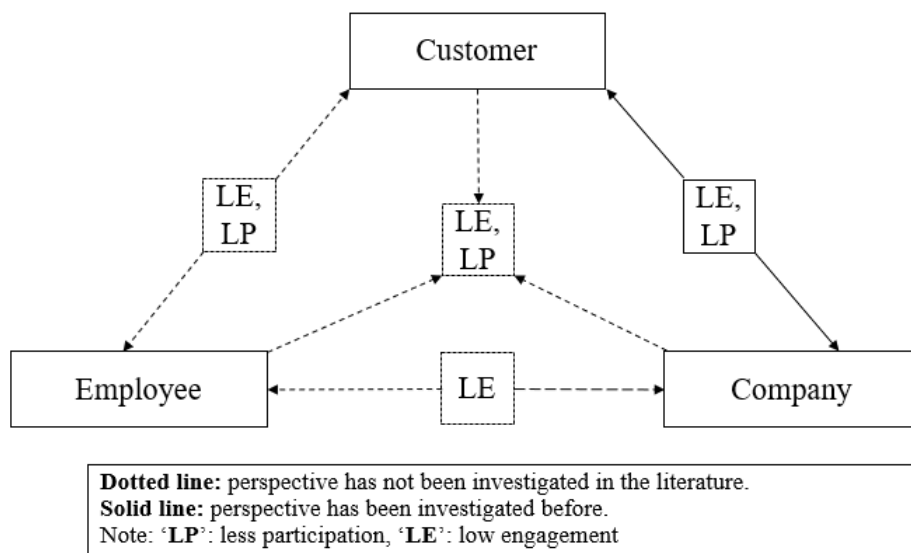 Customer
LE,
LP
LE,
LP
LE,
LP
Employee
LE
Company
Dotted line: perspective has not been investigated in the literature.
Solid line: perspective has been investigated before.
Note: ‘LP’: less participation, ‘LE’: low engagement